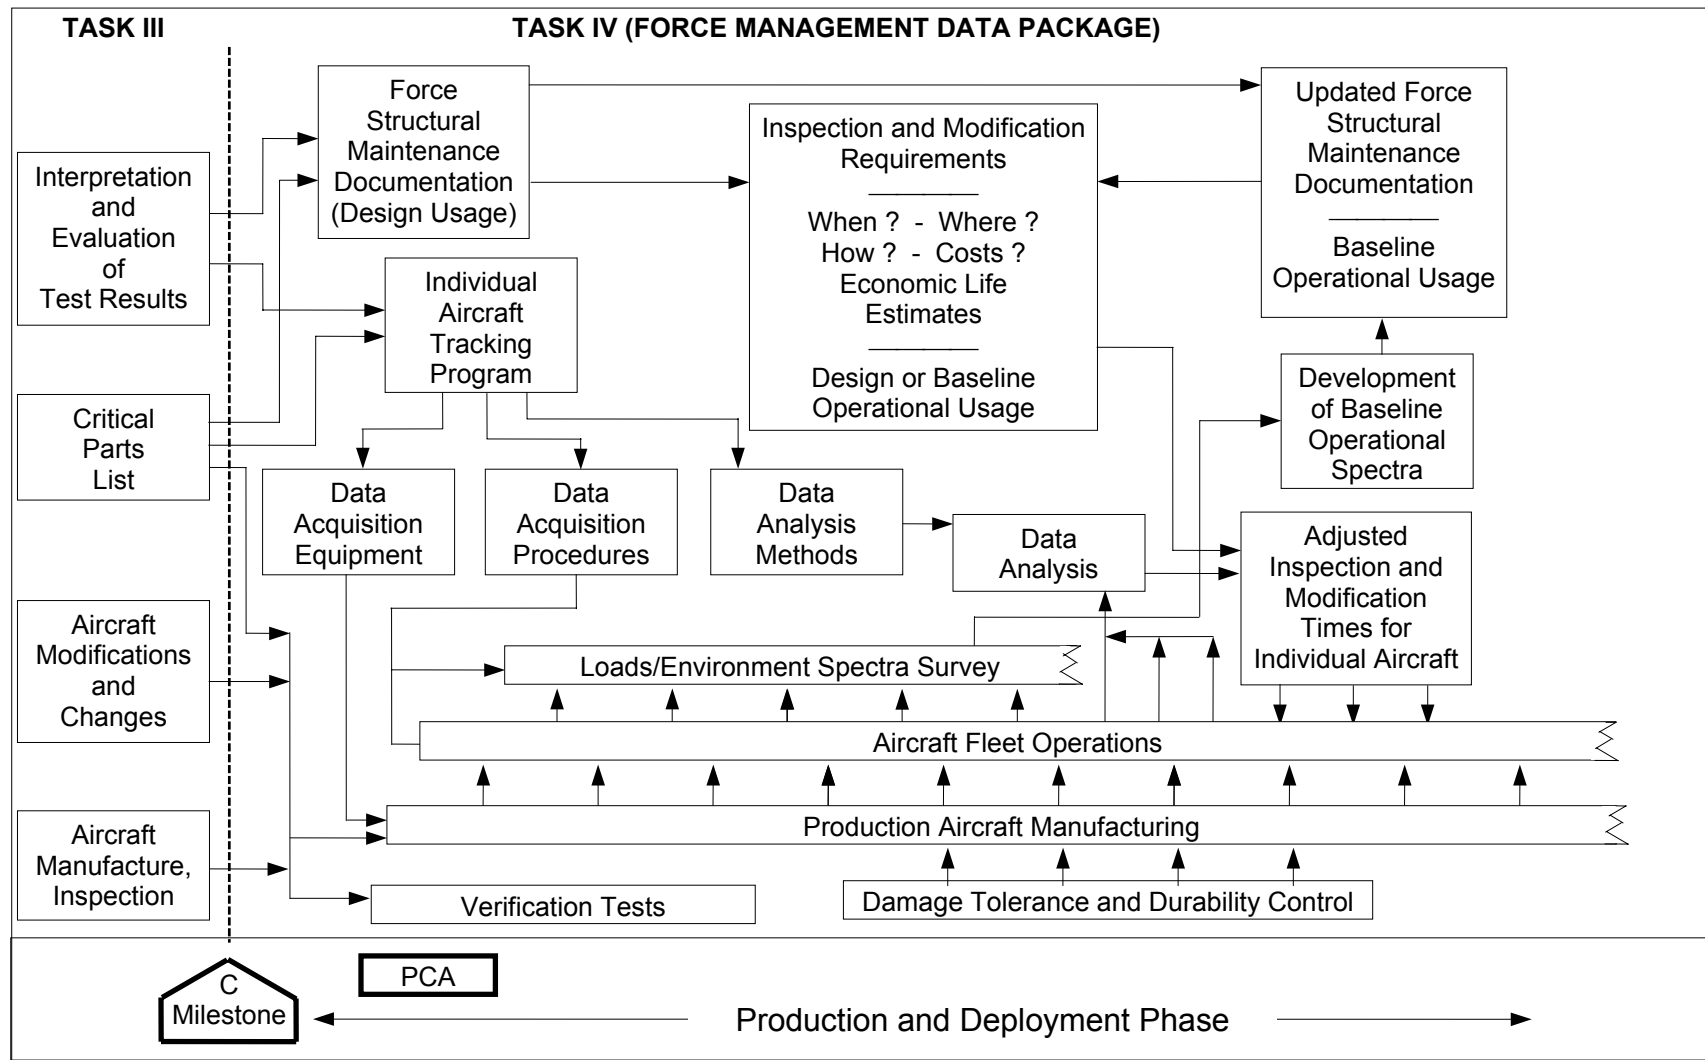 TASK III
TASK IV (FORCE MANAGEMENT DATA PACKAGE)
Force
Structural
Maintenance
Documentation
(Design Usage)
Inspection and Modification
Requirements
When ? - Where ?
How ? - Costs ?
Economic Life
Estimates
Design or Baseline
Operational Usage
Updated Force
Structural
Maintenance
Documentation
Baseline
Operational Usage
Interpretation
and
Evaluation
of
Test Results
Individual
Aircraft
Tracking
Program
Development
of Baseline
Operational
Spectra
Critical
Parts
List
Data
Acquisition
Equipment
Data
Acquisition
Procedures
Data
Analysis
Methods
Data
Analysis
Adjusted
Inspection and
Modification
Times for
Individual Aircraft
Aircraft
Modifications
and
Changes
Loads/Environment Spectra Survey
Aircraft Fleet Operations
Production Aircraft Manufacturing
Aircraft
Manufacture,
Inspection
Verification Tests
Damage Tolerance and Durability Control
C
Milestone
PCA
Production and Deployment Phase